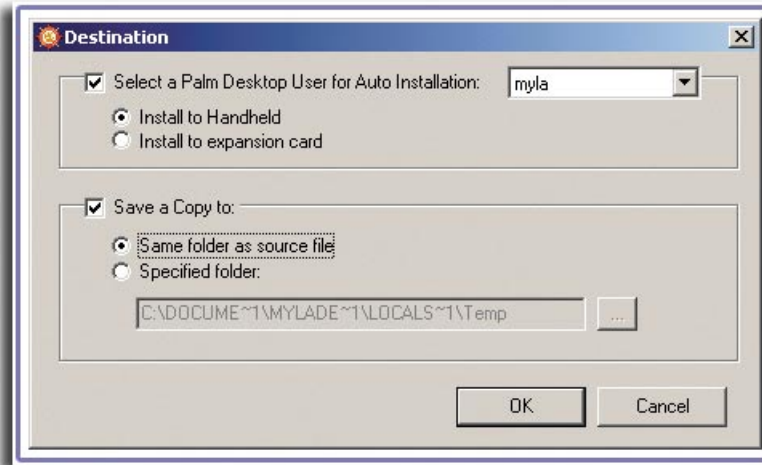 Destination
Select a Palm Desktop User for Auto Installation: myla
Install to Handheld
Install to expansion card
Save a Copy to:
Same folder as source file
Specified folder:
C:\DOCUME~1\MYLADE~1\LOCALS~1\Temp ...
OK Cancel